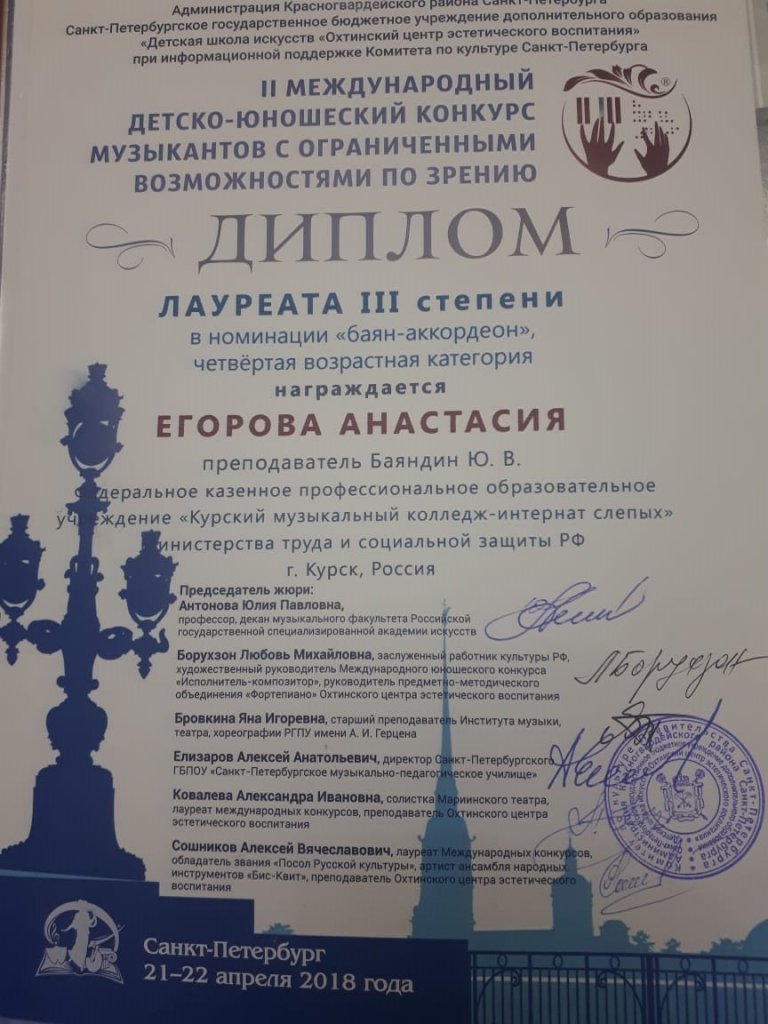 Администрация Красногвардейского района Санкт-Петербурга
Санкт-Петербургское государственное бюджетное учреждение дополнительного образования
«Детская школа искусств «Охтинский центр эстетического воспитания»
при информационной поддержке Комитета по культуре Санкт-Петербурга
II МЕЖДУНАРОДНЫЙ
ДЕТСКО-ЮНОШЕСКИЙ КОНКУРС
МУЗЫКАНТОВ С ОГРАНИЧЕННЫМИ
ВОЗМОЖНОСТЯМИ ПО ЗРЕНИЮ
ДИПЛОМ
ЛАУРЕАТА III степени
в номинации «баян-аккордеон»,
четвёртая возрастная категория
награждается
ЕГОРОВА АНАСТАСИЯ
преподаватель Баяндин Ю. В.
Федеральное казенное профессиональное образовательное
учреждение «Курский музыкальный колледж-интернат слепых»
Министерства труда и социальной защиты РФ
г. Курск, Россия
Председатель жюри:
Антонова Юлия Павловна,
профессор, декан музыкального факультета Российской
государственной специализированной академии искусств
Борухзон Любовь Михайловна, заслуженный работник культуры РФ,
художественный руководитель Международного юношеского конкурса
«Исполнитель-композитор», руководитель предметно-методического
объединения «Фортепиано» Охтинского центра эстетического воспитания
Бровкина Яна Игоревна, старший преподаватель Института музыки,
театра, хореографии РГПУ имени А. И. Герцена
Елизаров Алексей Анатольевич, директор Санкт-Петербургского
ГБПОУ «Санкт-Петербургское музыкально-педагогическое училище»
Ковалева Александра Ивановна, солистка Мариинского театра,
лауреат международных конкурсов, преподаватель Охтинского центра
эстетического воспитания
Сошников Алексей Вячеславович, лауреат Международных конкурсов,
обладатель звания «Посол Русской культуры», артист ансамбля народных
инструментов «Бис-Квит», преподаватель Охтинского центра эстетического
воспитания
Санкт-Петербург
21–22 апреля 2018 года